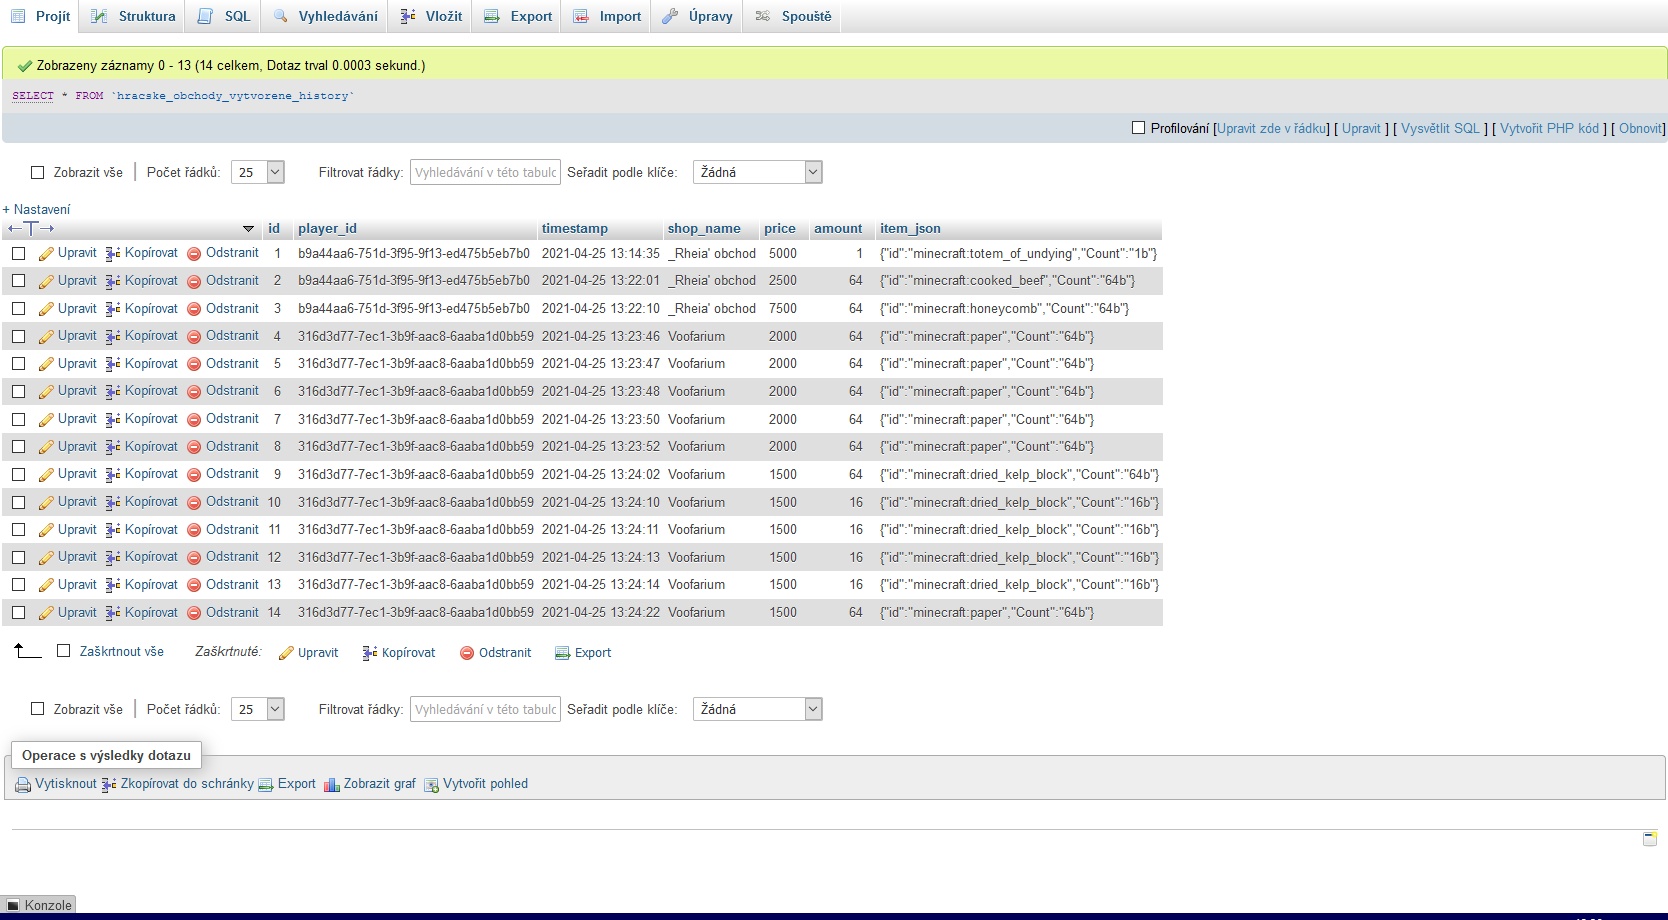 Projít Struktura SQL Vyhledávání Vložit Export Import Úpravy Spouště
Zobrazeny záznamy 0 - 13 (14 celkem, Dotaz trval 0.0003 sekund.)
SELECT * FROM `hracske_obchody_vytvorene_history`
Profilování [Upravit zde v řádku] [ Upravit ] [ Vysvětlit SQL ] [ Vytvořit PHP kód ] [ Obnovit]
Zobrazit vše Počet řádků: 25 Filtrovat řádky: Vyhledávání v této tabulc Seřadit podle klíče: Žádná
+ Nastavení
←T→ id player_id timestamp shop_name price amount item_json
Upravit Kopírovat Odstranit 1 b9a44aa6-751d-3f95-9f13-ed475b5eb7b0 2021-04-25 13:14:35 _Rheia' obchod 5000 1 {"id":"minecraft:totem_of_undying","Count":"1b"}
Upravit Kopírovat Odstranit 2 b9a44aa6-751d-3f95-9f13-ed475b5eb7b0 2021-04-25 13:22:01 _Rheia' obchod 2500 64 {"id":"minecraft:cooked_beef","Count":"64b"}
Upravit Kopírovat Odstranit 3 b9a44aa6-751d-3f95-9f13-ed475b5eb7b0 2021-04-25 13:22:10 _Rheia' obchod 7500 64 {"id":"minecraft:honeycomb","Count":"64b"}
Upravit Kopírovat Odstranit 4 316d3d77-7ec1-3b9f-aac8-6aaba1d0bb59 2021-04-25 13:23:46 Voofarium 2000 64 {"id":"minecraft:paper","Count":"64b"}
Upravit Kopírovat Odstranit 5 316d3d77-7ec1-3b9f-aac8-6aaba1d0bb59 2021-04-25 13:23:47 Voofarium 2000 64 {"id":"minecraft:paper","Count":"64b"}
Upravit Kopírovat Odstranit 6 316d3d77-7ec1-3b9f-aac8-6aaba1d0bb59 2021-04-25 13:23:48 Voofarium 2000 64 {"id":"minecraft:paper","Count":"64b"}
Upravit Kopírovat Odstranit 7 316d3d77-7ec1-3b9f-aac8-6aaba1d0bb59 2021-04-25 13:23:50 Voofarium 2000 64 {"id":"minecraft:paper","Count":"64b"}
Upravit Kopírovat Odstranit 8 316d3d77-7ec1-3b9f-aac8-6aaba1d0bb59 2021-04-25 13:23:52 Voofarium 2000 64 {"id":"minecraft:paper","Count":"64b"}
Upravit Kopírovat Odstranit 9 316d3d77-7ec1-3b9f-aac8-6aaba1d0bb59 2021-04-25 13:24:02 Voofarium 1500 64 {"id":"minecraft:dried_kelp_block","Count":"64b"}
Upravit Kopírovat Odstranit 10 316d3d77-7ec1-3b9f-aac8-6aaba1d0bb59 2021-04-25 13:24:10 Voofarium 1500 16 {"id":"minecraft:dried_kelp_block","Count":"16b"}
Upravit Kopírovat Odstranit 11 316d3d77-7ec1-3b9f-aac8-6aaba1d0bb59 2021-04-25 13:24:11 Voofarium 1500 16 {"id":"minecraft:dried_kelp_block","Count":"16b"}
Upravit Kopírovat Odstranit 12 316d3d77-7ec1-3b9f-aac8-6aaba1d0bb59 2021-04-25 13:24:13 Voofarium 1500 16 {"id":"minecraft:dried_kelp_block","Count":"16b"}
Upravit Kopírovat Odstranit 13 316d3d77-7ec1-3b9f-aac8-6aaba1d0bb59 2021-04-25 13:24:14 Voofarium 1500 16 {"id":"minecraft:dried_kelp_block","Count":"16b"}
Upravit Kopírovat Odstranit 14 316d3d77-7ec1-3b9f-aac8-6aaba1d0bb59 2021-04-25 13:24:22 Voofarium 1500 64 {"id":"minecraft:paper","Count":"64b"}
Zaškrtnout vše Zaškrtnuté: Upravit Kopírovat Odstranit Export
Zobrazit vše Počet řádků: 25 Filtrovat řádky: Vyhledávání v této tabulc Seřadit podle klíče: Žádná
Operace s výsledky dotazu
Vytisknout Zkopírovat do schránky Export Zobrazit graf Vytvořit pohled
Konzole